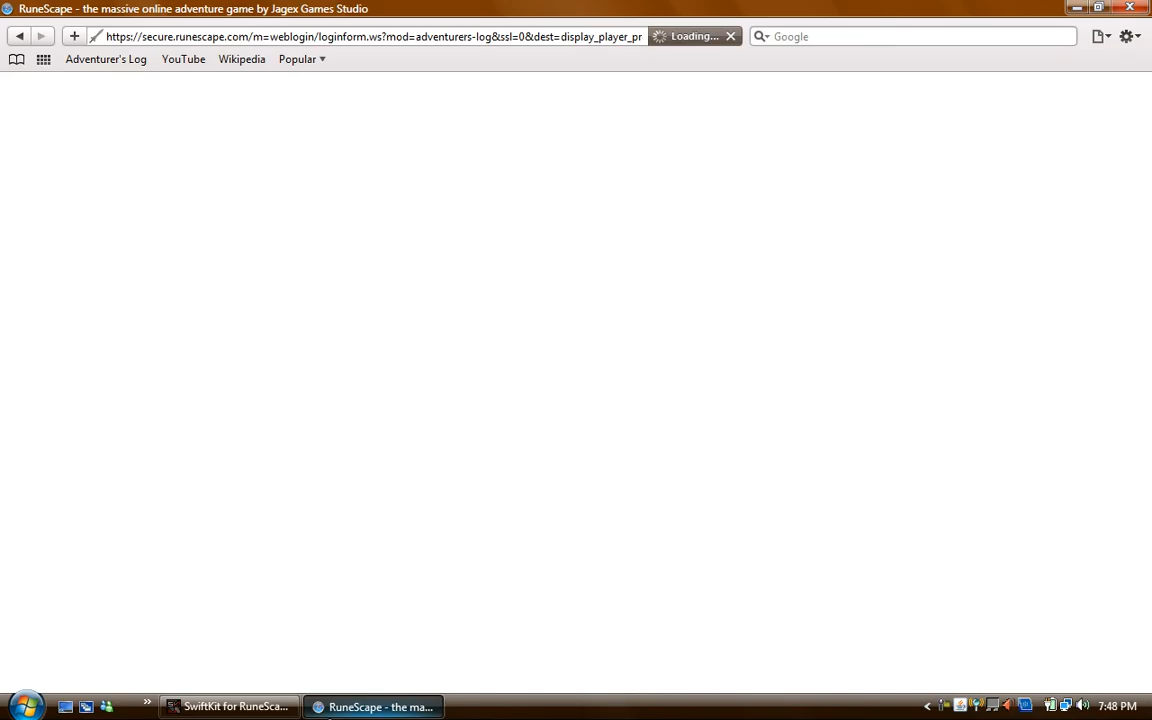 RuneScape - the massive online adventure game by Jagex Games Studio
https://secure.runescape.com/m=weblogin/loginform.ws?mod=adventurers-log&ssl=0&dest=display_player_pr
Loading...
Google
Adventurer's Log YouTube Wikipedia Popular
SwiftKit for RuneSca... RuneScape - the ma... 7:48 PM